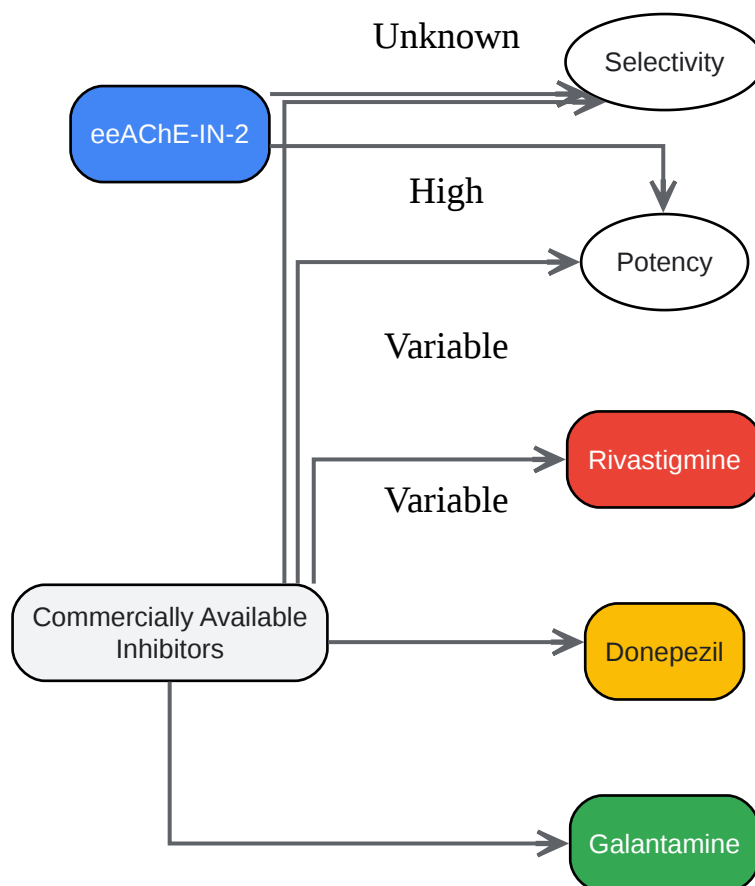 Unknown
Selectivity
eeAChE-IN-2
High
Potency
Variable
Rivastigmine
Variable
Commercially Available
Inhibitors
Donepezil
Galantamine